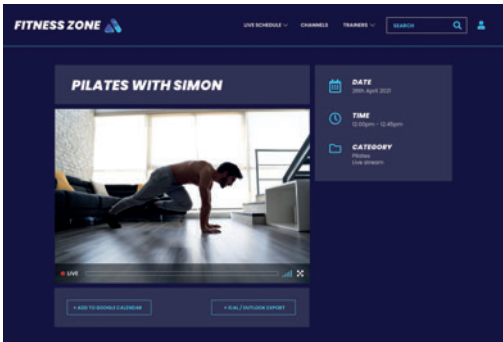 FITNESS ZONE
LIVE SCHEDULE
CHANNELS
TRAINERS
SEARCH
PILATES WITH SIMON
DATE
26th April 2021
TIME
12.00pm - 12.45pm
CATEGORY
Pilates
Live stream
LIVE
+ ADD TO GOOGLE CALENDAR
+ ICAL / OUTLOOK EXPORT